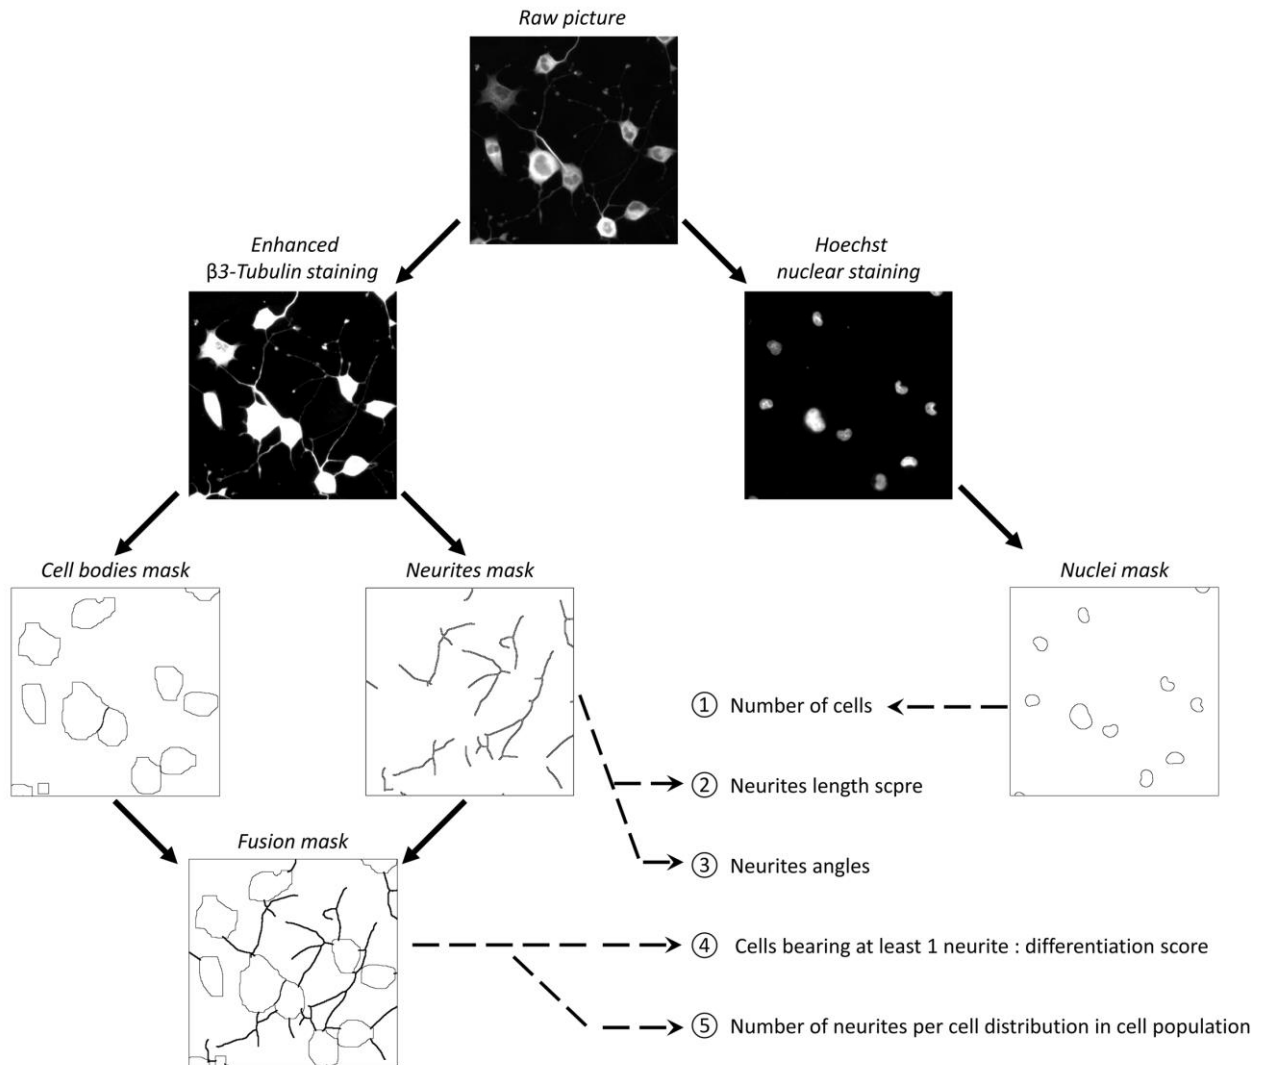 Raw picture
Enhanced
β3-Tubulin staining
Hoechst
nuclear staining
Cell bodies mask
Neurites mask
Nuclei mask
① Number of cells
② Neurites length scpre
③ Neurites angles
Fusion mask
④ Cells bearing at least 1 neurite : differentiation score
⑤ Number of neurites per cell distribution in cell population